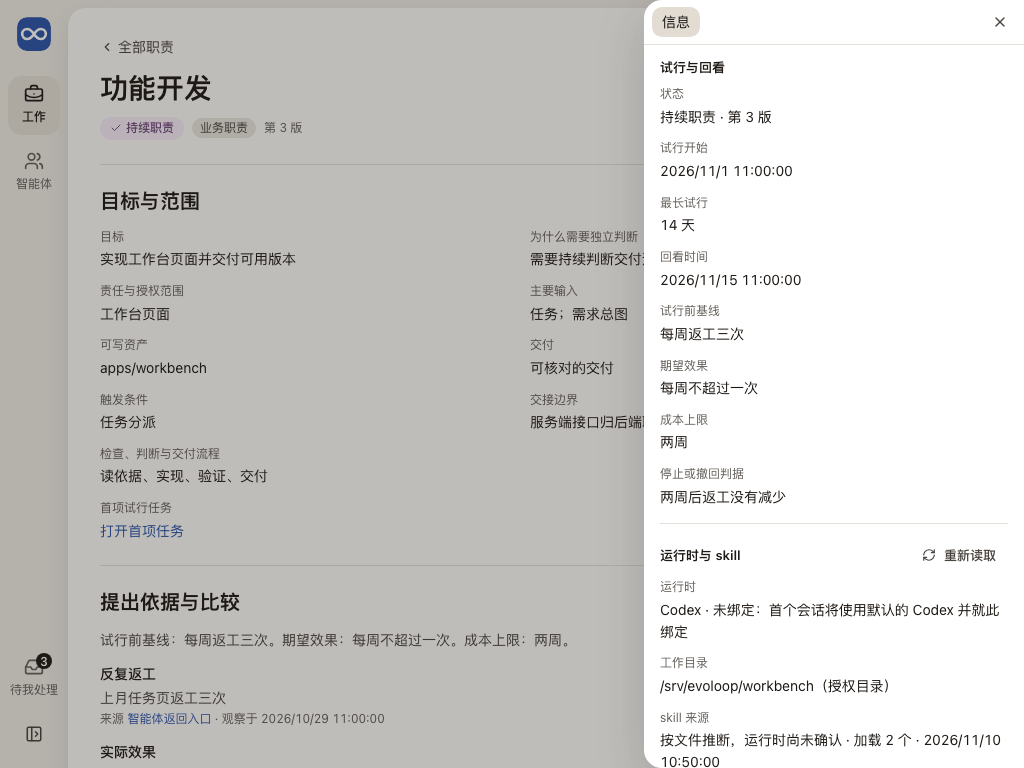 工作
智能体
3
待我处理
全部职责
功能开发
持续职责
业务职责
第 3 版
目标与范围
目标
实现工作台页面并交付可用版本
为什么需要独立判断
需要持续判断交付
责任与授权范围
工作台页面
主要输入
任务；需求总图
可写资产
apps/workbench
交付
可核对的交付
触发条件
任务分派
交接边界
服务端接口归后端
检查、判断与交付流程
读依据、实现、验证、交付
首项试行任务
打开首项任务
提出依据与比较
试行前基线：每周返工三次。期望效果：每周不超过一次。成本上限：两周。
反复返工
上月任务页返工三次
来源 智能体返回入口 · 观察于 2026/10/29 11:00:00
实际效果
信息
试行与回看
状态
持续职责 · 第 3 版
试行开始
2026/11/1 11:00:00
最长试行
14 天
回看时间
2026/11/15 11:00:00
试行前基线
每周返工三次
期望效果
每周不超过一次
成本上限
两周
停止或撤回判据
两周后返工没有减少
运行时与 skill
重新读取
运行时
Codex · 未绑定：首个会话将使用默认的 Codex 并就此
绑定
工作目录
/srv/evoloop/workbench（授权目录）
skill 来源
按文件推断，运行时尚未确认 · 加载 2 个 · 2026/11/10
10:50:00